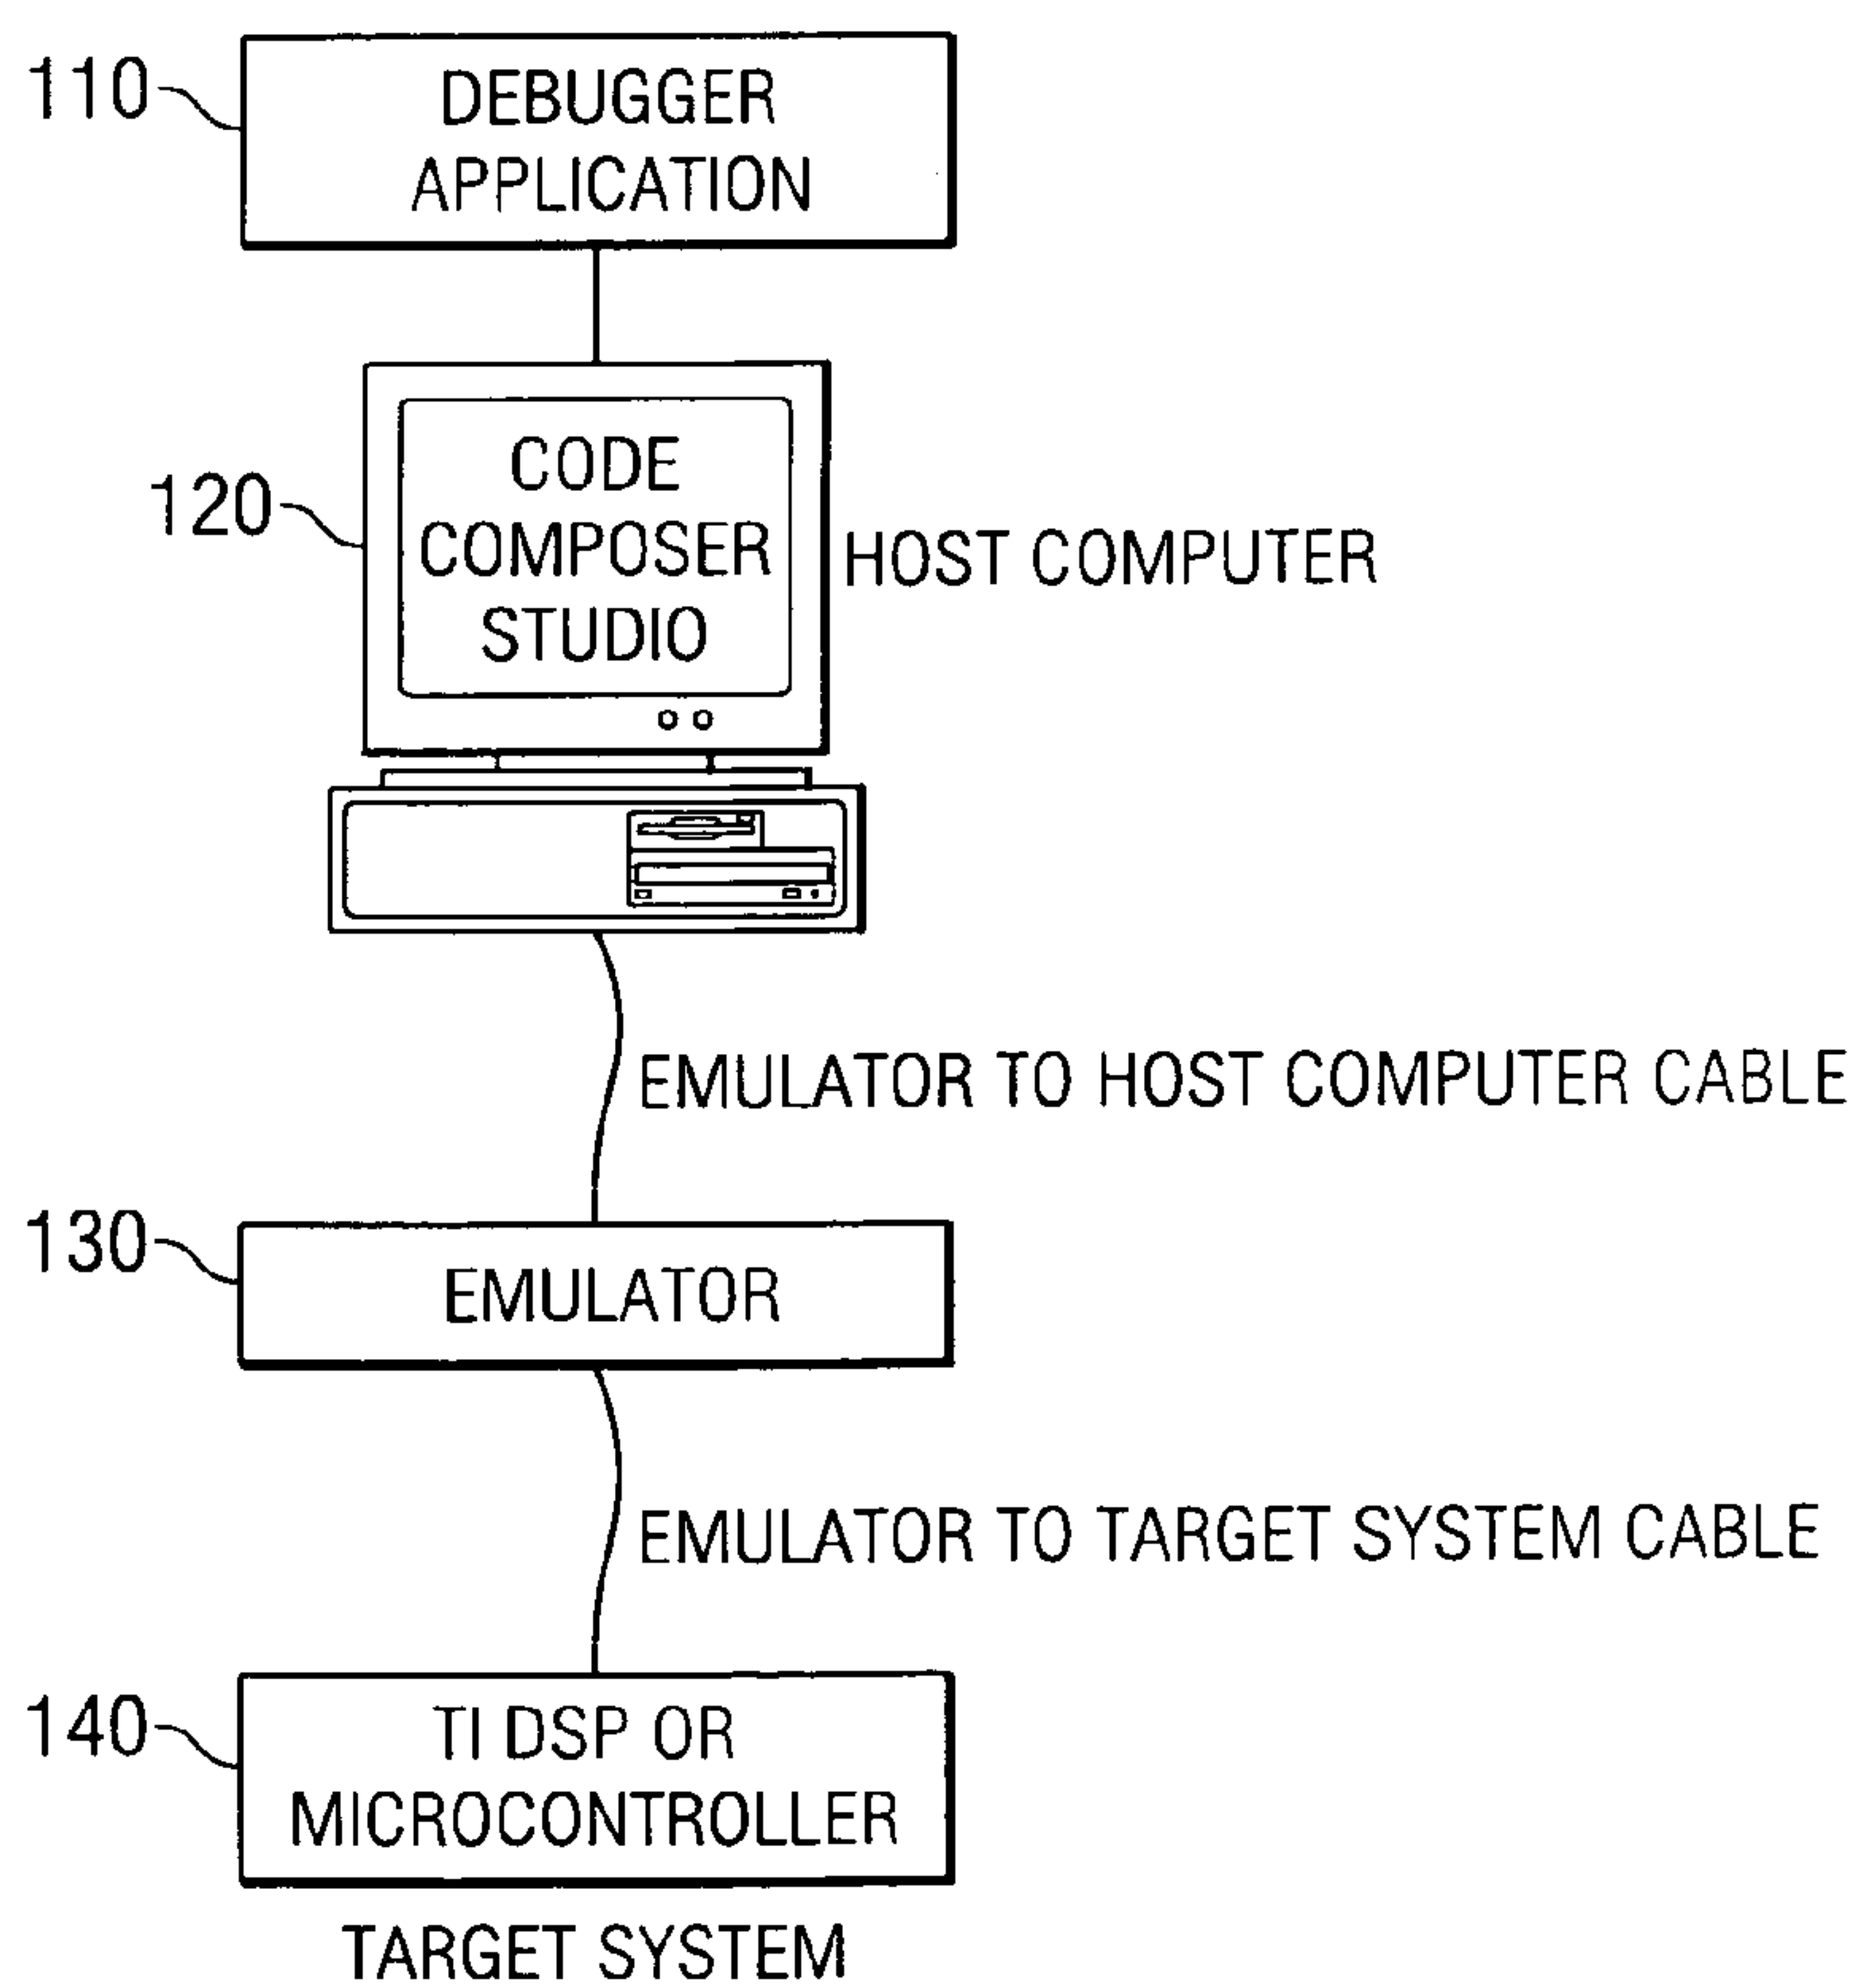 110
DEBUGGER
APPLICATION
120
CODE
COMPOSER
STUDIO
HOST COMPUTER
EMULATOR TO HOST COMPUTER CABLE
130
EMULATOR
EMULATOR TO TARGET SYSTEM CABLE
140
TI DSP OR
MICROCONTROLLER
TARGET SYSTEM